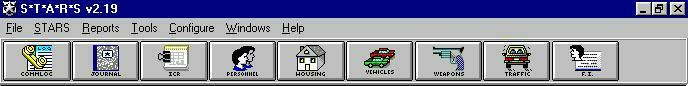 S*T*A*R*S v2.19
File STARS Reports Tools Configure Windows Help
COMMLOG JOURNAL ICR PERSONNEL HOUSING VEHICLES WEAPONS TRAFFIC F.I.